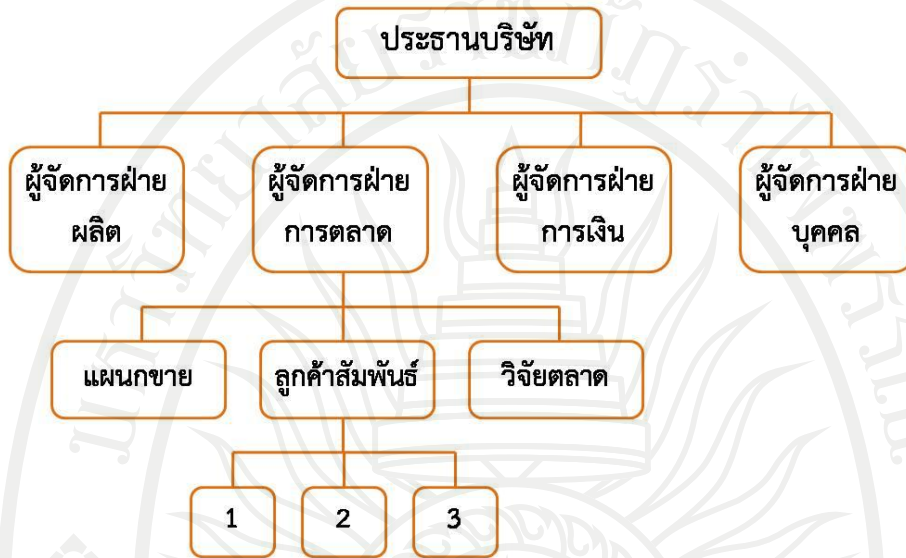 ประธานบริษัท
ผู้จัดการฝ่าย
ผลิต
ผู้จัดการฝ่าย
การตลาด
ผู้จัดการฝ่าย
การเงิน
ผู้จัดการฝ่าย
บุคคล
แผนกขาย
ลูกค้าสัมพันธ์
วิจัยตลาด
1
2
3